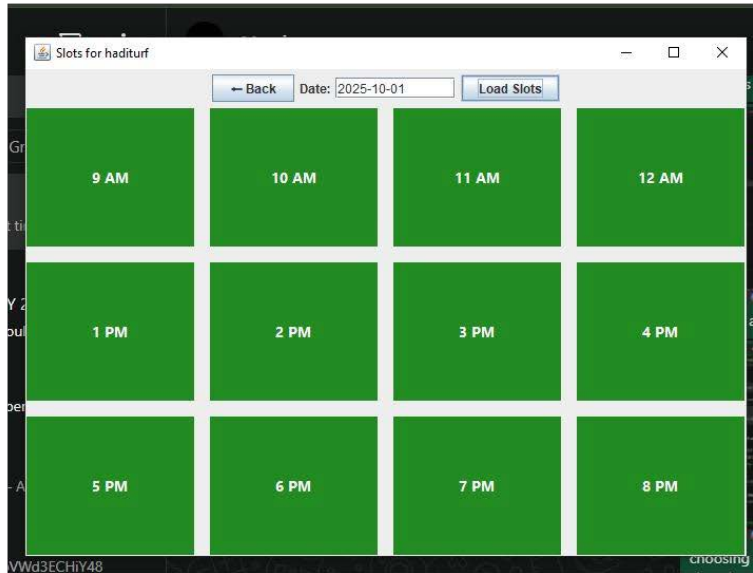 Slots for haditurf
← Back Date: 2025-10-01 Load Slots
9 AM 10 AM 11 AM 12 AM
1 PM 2 PM 3 PM 4 PM
5 PM 6 PM 7 PM 8 PM
VWd3ECHiY48
choosing